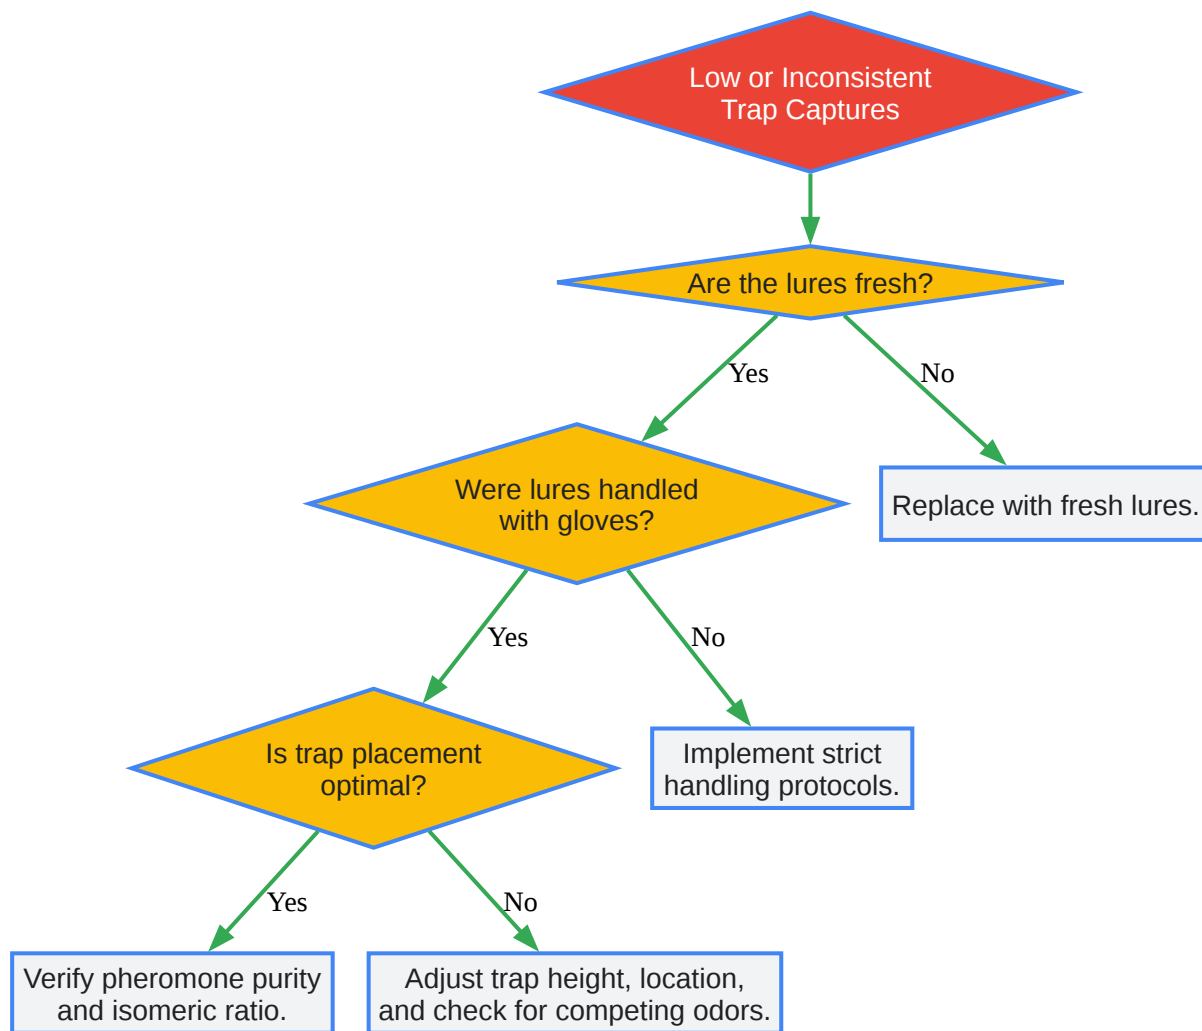 Low or Inconsistent
Trap Captures
Are the lures fresh?
Yes
No
Were lures handled
with gloves?
Replace with fresh lures.
Yes
No
Is trap placement
optimal?
Implement strict
handling protocols.
Yes
No
Verify pheromone purity
and isomeric ratio.
Adjust trap height, location,
and check for competing odors.